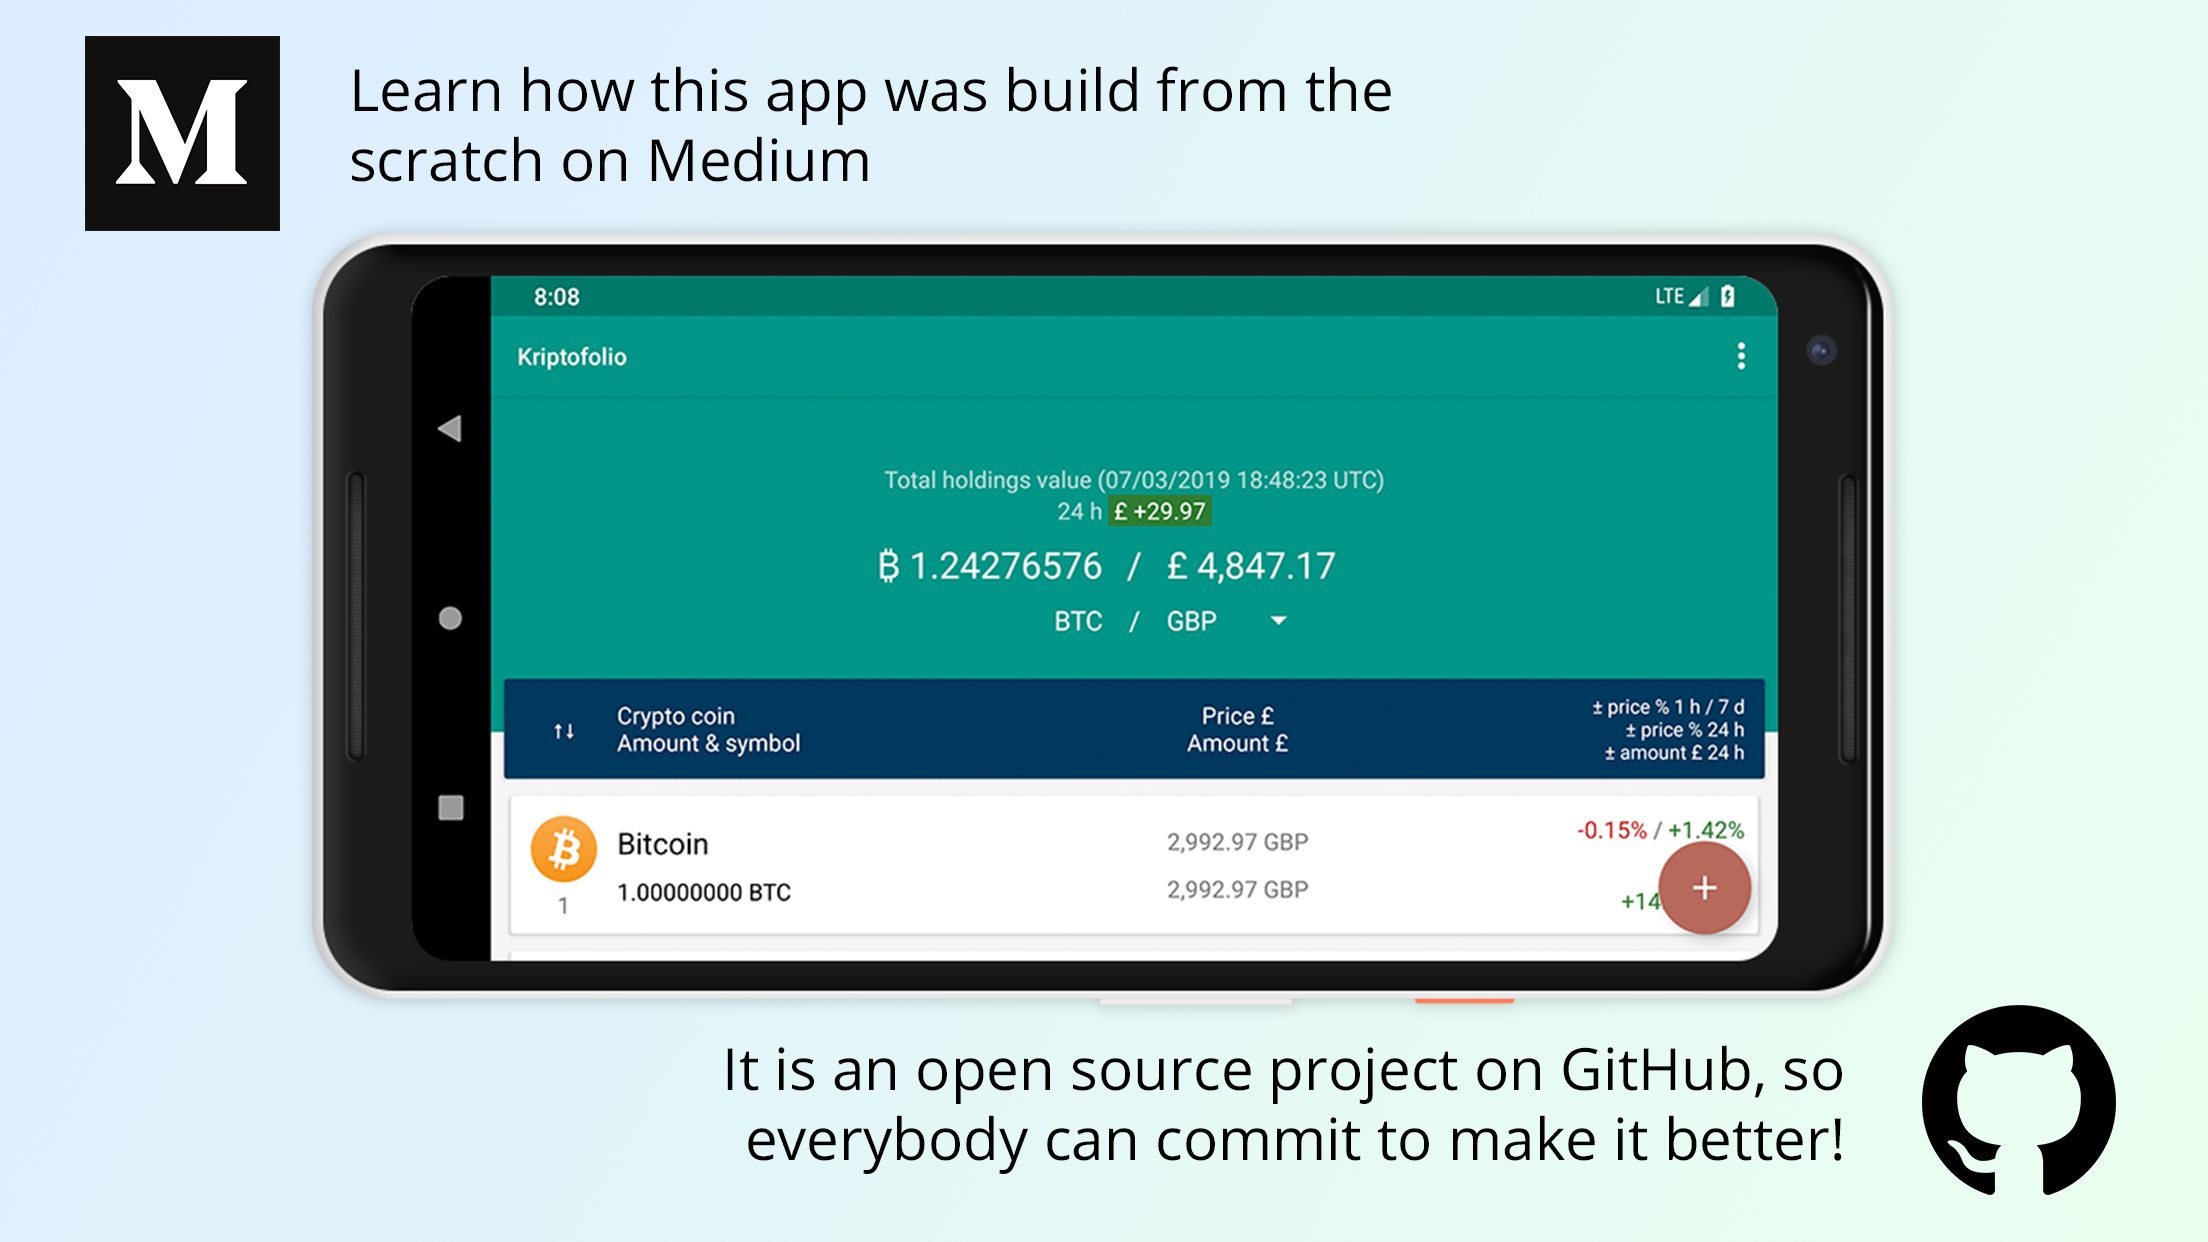 M
Learn how this app was build from the
scratch on Medium
8:08 LTE
Kriptofolio
Total holdings value (07/03/2019 18:48:23 UTC)
24 h £ +29.97
₿ 1.24276576 / £ 4,847.17
BTC / GBP
Crypto coin
Amount & symbol
Price £
Amount £
± price % 1 h / 7 d
± price % 24 h
± amount £ 24 h
Bitcoin 2,992.97 GBP -0.15% / +1.42%
1.00000000 BTC 2,992.97 GBP +14
1
+
It is an open source project on GitHub, so
everybody can commit to make it better!